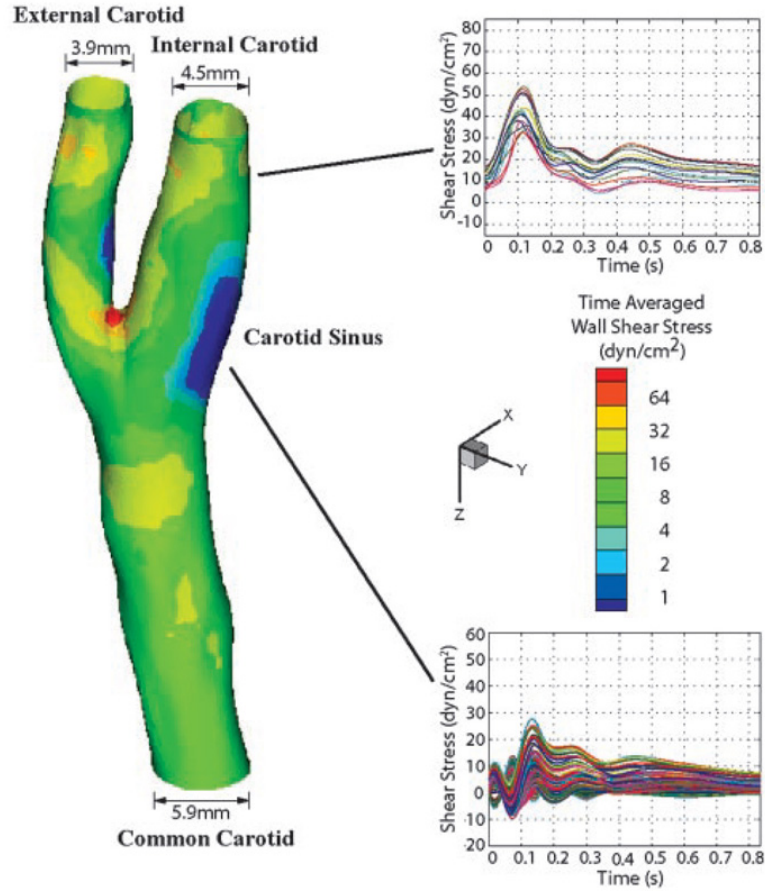 External Carotid
3.9mm
Internal Carotid
4.5mm
Shear Stress (dyn/cm²)
80
70
60
50
40
30
20
10
0
-10
0 0.1 0.2 0.3 0.4 0.5 0.6 0.7 0.8
Time (s)
Carotid Sinus
Time Averaged
Wall Shear Stress
(dyn/cm²)
64
32
16
8
4
2
1
X
Y
Z
Shear Stress (dyn/cm²)
60
50
40
30
20
10
0
-10
20
0 0.1 0.2 0.3 0.4 0.5 0.6 0.7 0.8
Time (s)
5.9mm
Common Carotid